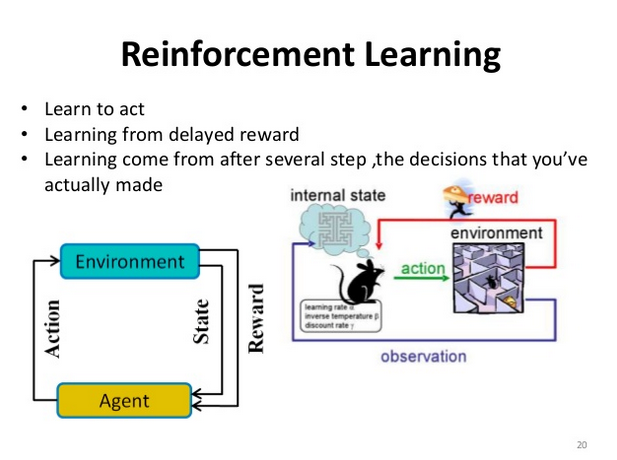 Reinforcement Learning
• Learn to act
• Learning from delayed reward
• Learning come from after several step ,the decisions that you’ve
actually made
internal state
reward
environment
action
learning rate α
inverse temperature β
discount rate γ
observation
Environment
Action
State
Reward
Agent
20